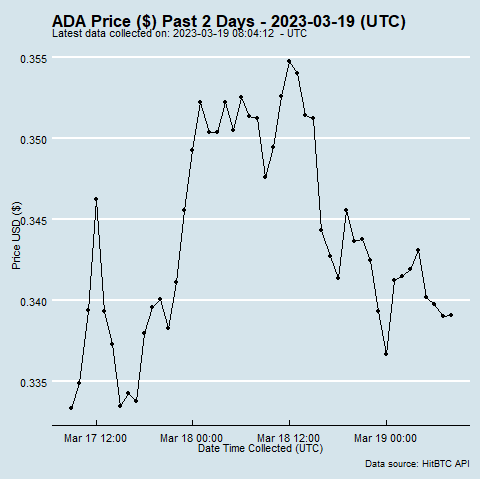 ADA Price ($) Past 2 Days - 2023-03-19 (UTC)
Latest data collected on: 2023-03-19 08:04:12 - UTC
0.355
0.350
0.345
0.340
0.335
Price USD ($)
Mar 17 12:00 Mar 18 00:00 Mar 18 12:00 Mar 19 00:00
Date Time Collected (UTC)
Data source: HitBTC API